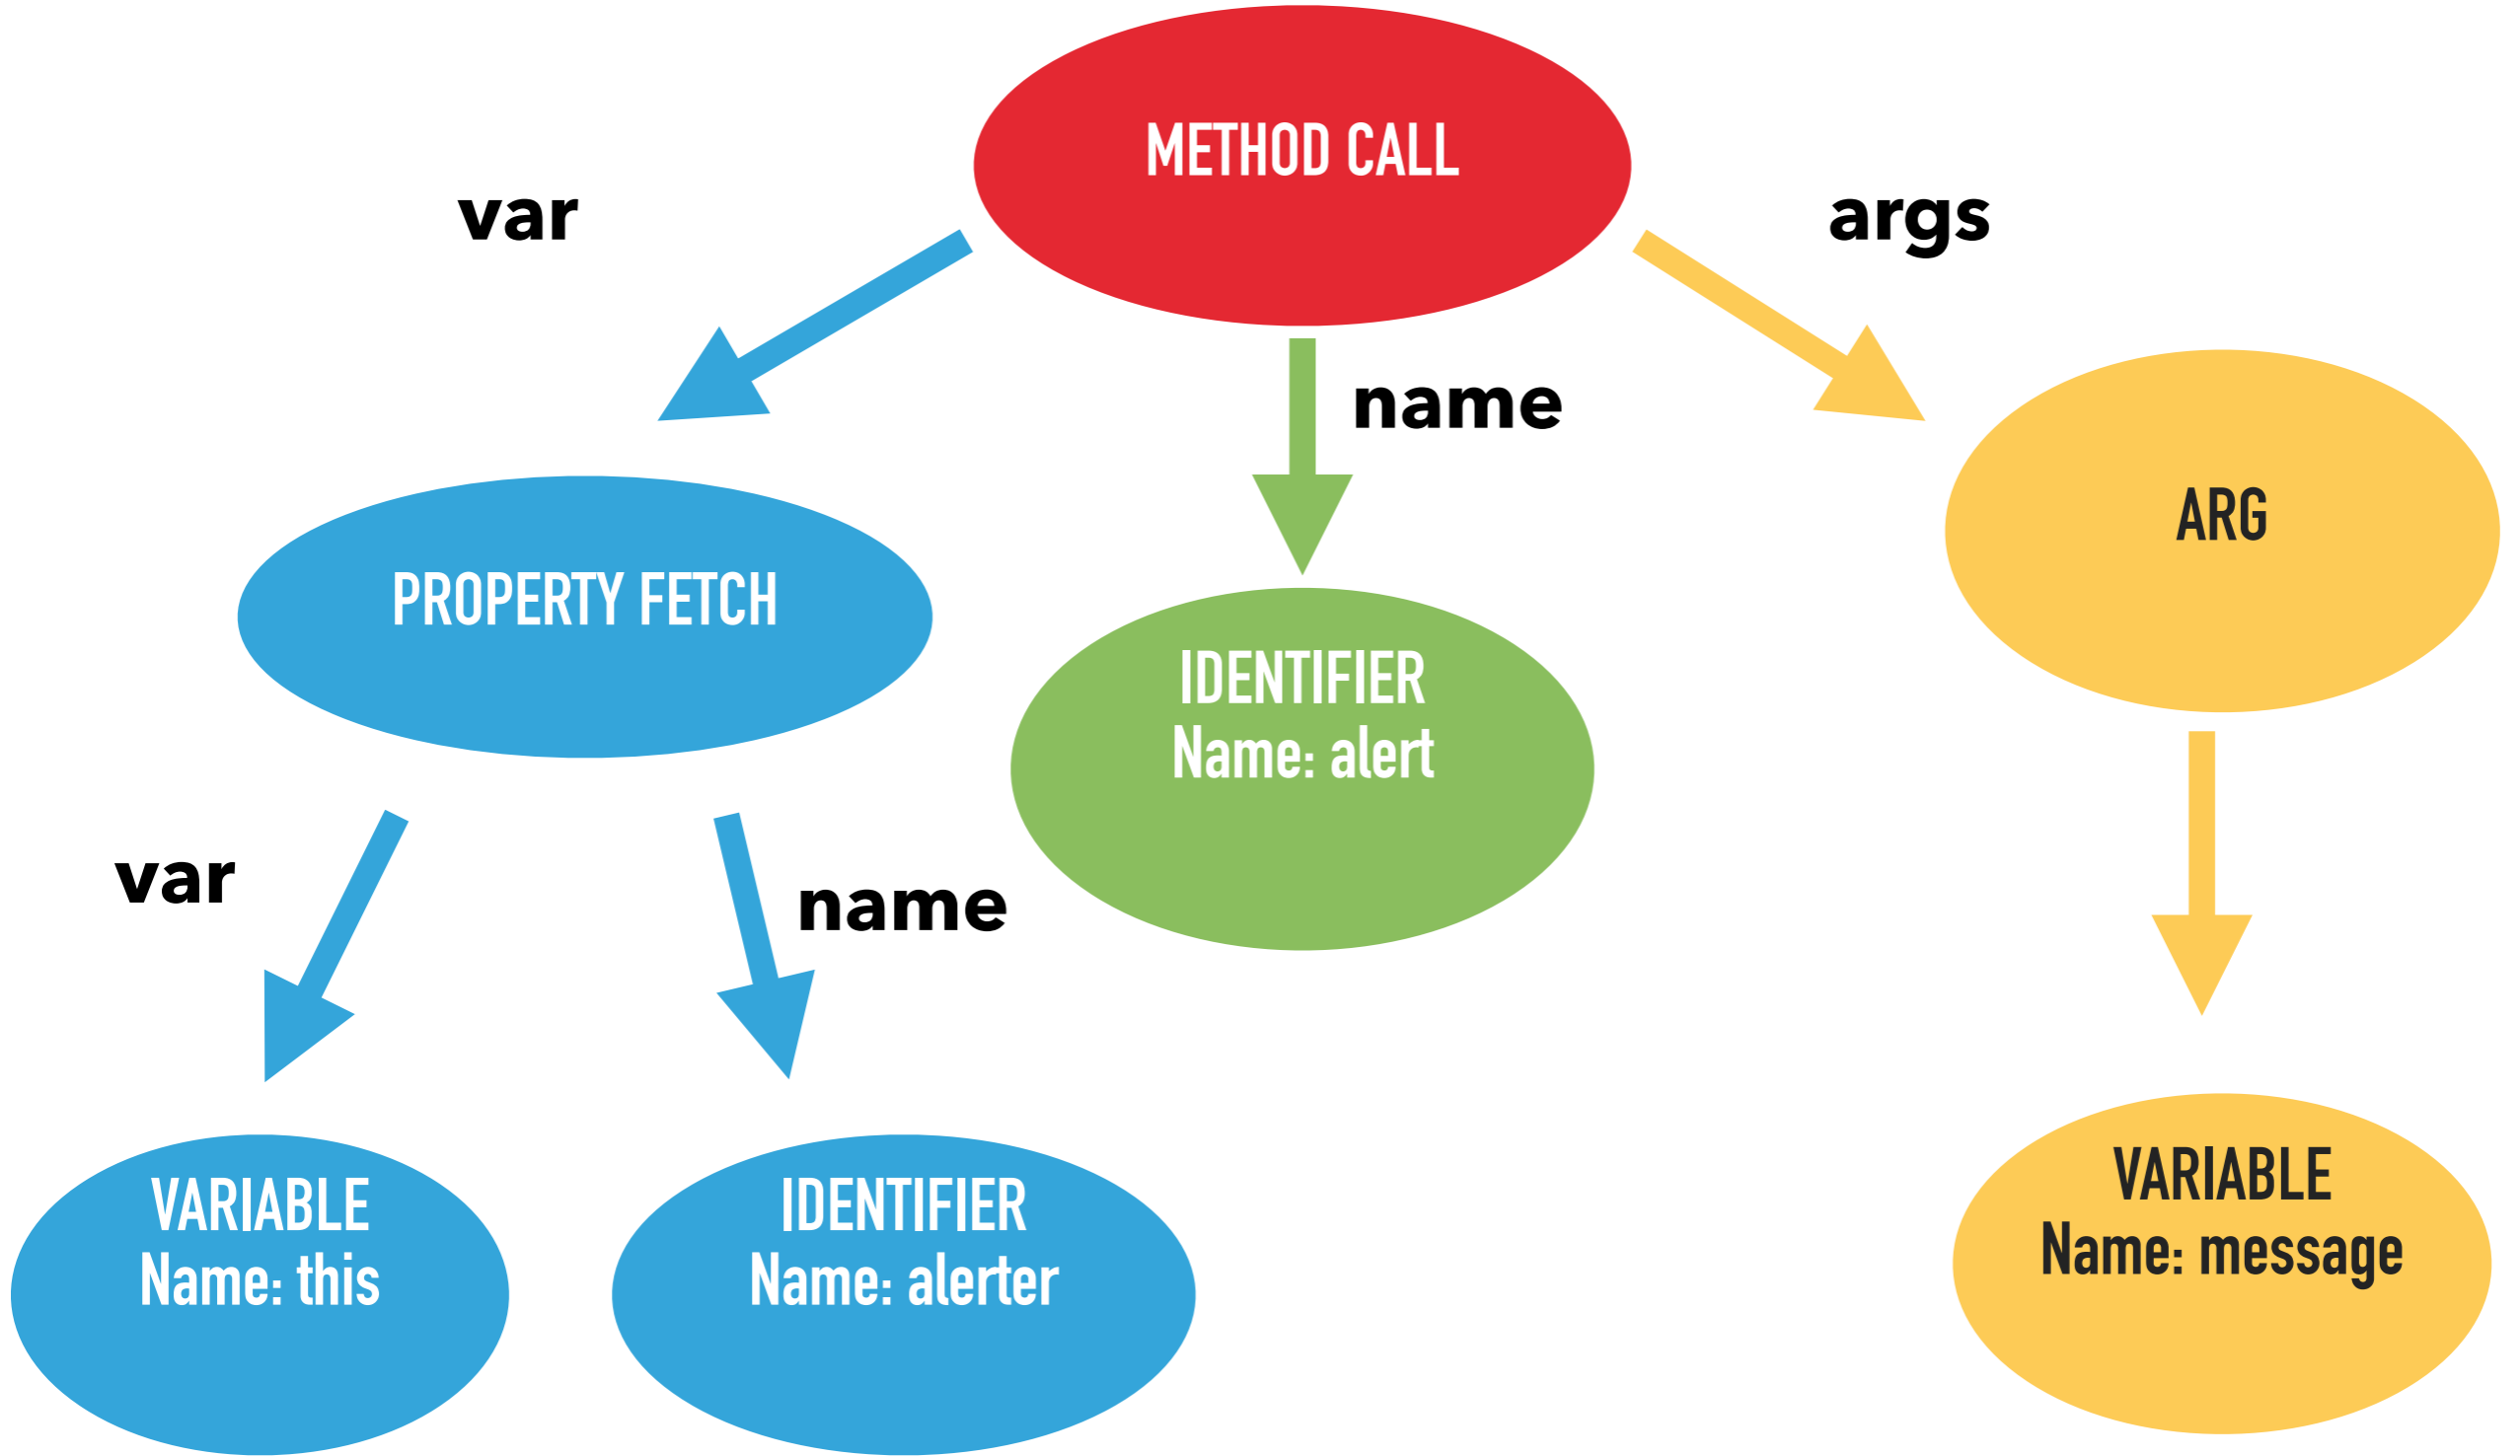 METHOD CALL
var
args
name
PROPERTY FETCH
IDENTIFIER
Name: alert
ARG
var
name
VARIABLE
Name: this
IDENTIFIER
Name: alerter
VARIABLE
Name: message